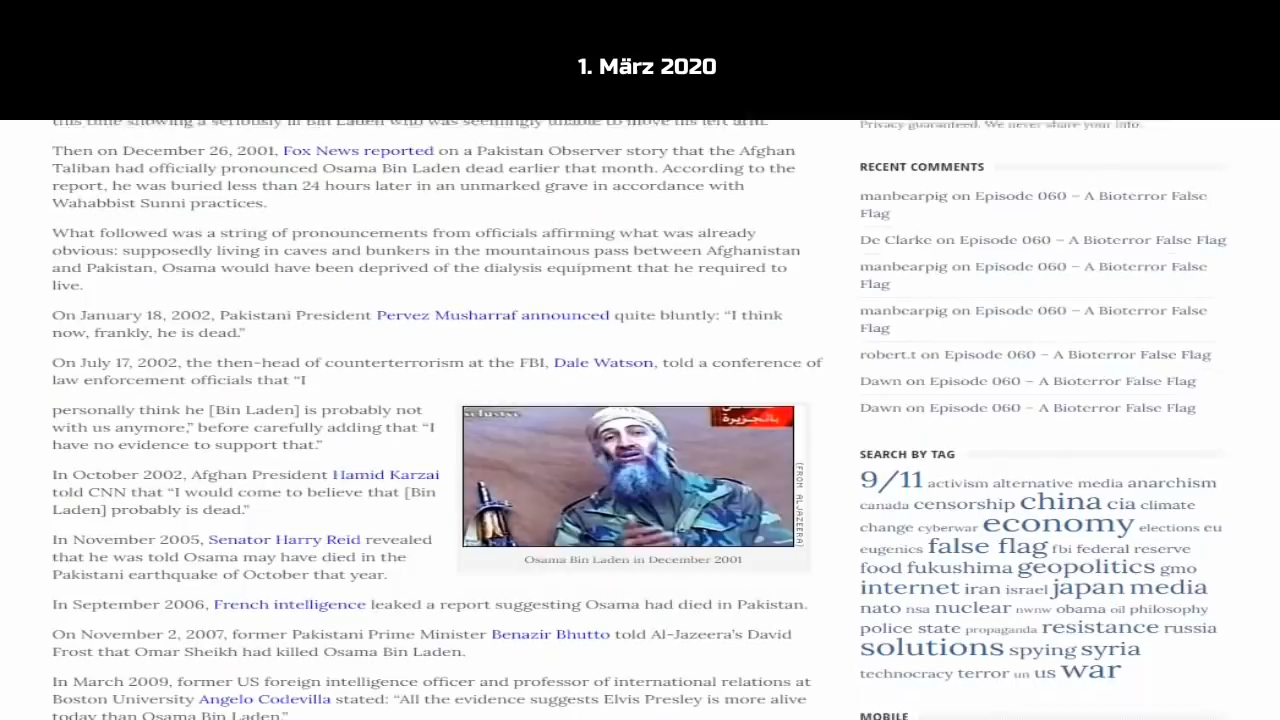 1. März 2020
this time showing a seriously ill Bin Laden who was seemingly unable to move his left arm.
Then on December 26, 2001, Fox News reported on a Pakistan Observer story that the Afghan
Taliban had officially pronounced Osama Bin Laden dead earlier that month. According to the
report, he was buried less than 24 hours later in an unmarked grave in accordance with
Wahabbist Sunni practices.
What followed was a string of pronouncements from officials affirming what was already
obvious: supposedly living in caves and bunkers in the mountainous pass between Afghanistan
and Pakistan, Osama would have been deprived of the dialysis equipment that he required to
live.
On January 18, 2002, Pakistani President Pervez Musharraf announced quite bluntly: “I think
now, frankly, he is dead.”
On July 17, 2002, the then-head of counterterrorism at the FBI, Dale Watson, told a conference of
law enforcement officials that “I
personally think he [Bin Laden] is probably not
with us anymore,” before carefully adding that “I
have no evidence to support that.”
In October 2002, Afghan President Hamid Karzai
told CNN that “I would come to believe that [Bin
Laden] probably is dead.”
In November 2005, Senator Harry Reid revealed
that he was told Osama may have died in the
Pakistani earthquake of October that year.
(FROM ALJAZEERA)
Osama Bin Laden in December 2001
In September 2006, French intelligence leaked a report suggesting Osama had died in Pakistan.
On November 2, 2007, former Pakistani Prime Minister Benazir Bhutto told Al-Jazeera’s David
Frost that Omar Sheikh had killed Osama Bin Laden.
In March 2009, former US foreign intelligence officer and professor of international relations at
Boston University Angelo Codevilla stated: “All the evidence suggests Elvis Presley is more alive
today than Osama Bin Laden.”
Privacy guaranteed. We never share your info.
RECENT COMMENTS
manbearpig on Episode 060 – A Bioterror False
Flag
Dc Clarke on Episode 060 – A Bioterror False Flag
manbearpig on Episode 060 – A Bioterror False
Flag
manbearpig on Episode 060 – A Bioterror False
Flag
robert.t on Episode 060 – A Bioterror False Flag
Dawn on Episode 060 – A Bioterror False Flag
Dawn on Episode 060 – A Bioterror False Flag
SEARCH BY TAG
9/11 activism alternative media anarchism
canada censorship china cia climate
change cyberwar economy elections eu
eugenics false flag fbi federal reserve
food fukushima geopolitics gmo
internet iran israel japan media
nato nsa nuclear nwnw obama oil philosophy
police state propaganda resistance russia
solutions spying syria
technocracy terror un us war
MOBILE